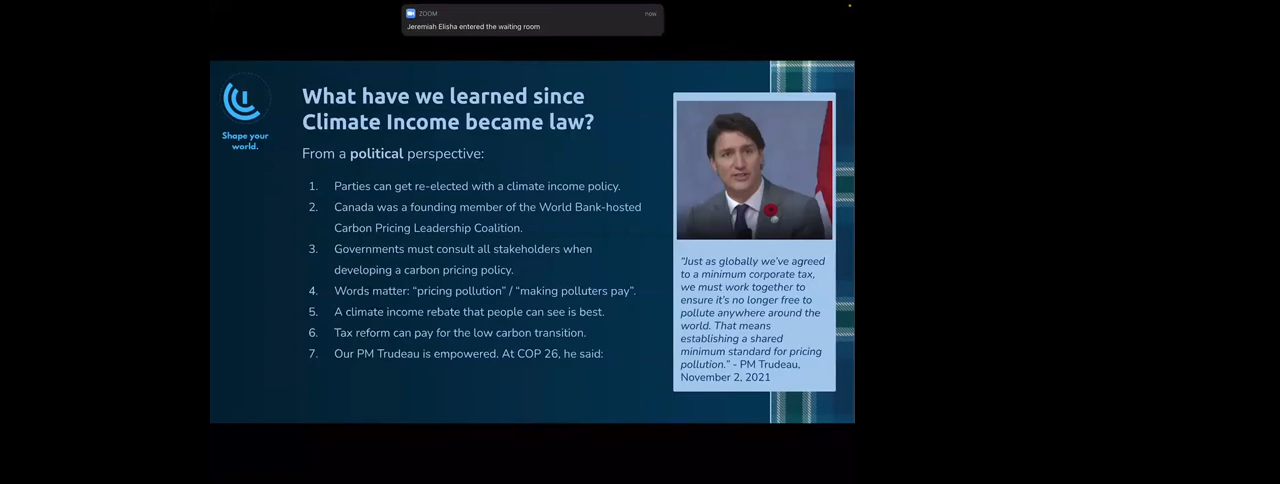 ZOOM
now
Jeremiah Elisha entered the waiting room
Shape your
world.
What have we learned since
Climate Income became law?
From a political perspective:
1. Parties can get re-elected with a climate income policy.
2. Canada was a founding member of the World Bank-hosted
Carbon Pricing Leadership Coalition.
3. Governments must consult all stakeholders when
developing a carbon pricing policy.
4. Words matter: “pricing pollution” / “making polluters pay”.
5. A climate income rebate that people can see is best.
6. Tax reform can pay for the low carbon transition.
7. Our PM Trudeau is empowered. At COP 26, he said:
“Just as globally we’ve agreed
to a minimum corporate tax,
we must work together to
ensure it’s no longer free to
pollute anywhere around the
world. That means
establishing a shared
minimum standard for pricing
pollution.” - PM Trudeau,
November 2, 2021